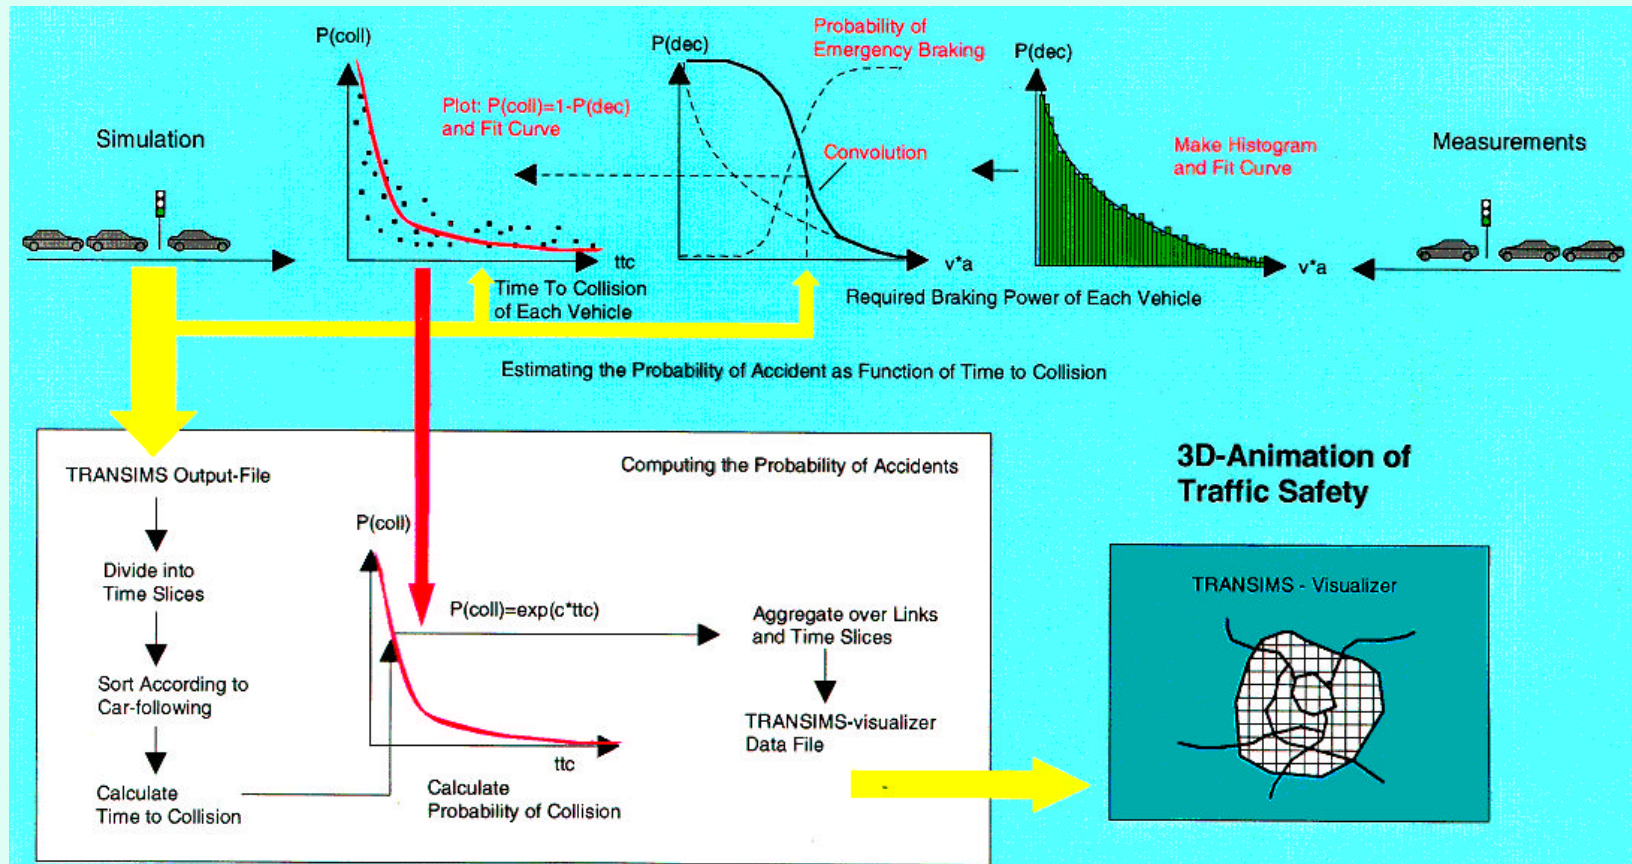 P(coll)
Plot: P(coll)=1-P(dec)
and Fit Curve
Simulation
ttc
Time To Collision
of Each Vehicle
P(dec)
Probability of
Emergency Braking
Convolution
v*a
P(dec)
Make Histogram
and Fit Curve
v*a
Required Braking Power of Each Vehicle
Measurements
Estimating the Probability of Accident as Function of Time to Collision
Computing the Probability of Accidents
TRANSIMS Output-File
Divide into
Time Slices
Sort According to
Car-following
Calculate
Time to Collision
P(coll)
P(coll)=exp(c*ttc)
ttc
Calculate
Probability of Collision
Aggregate over Links
and Time Slices
TRANSIMS-visualizer
Data File
3D-Animation of
Traffic Safety
TRANSIMS - Visualizer